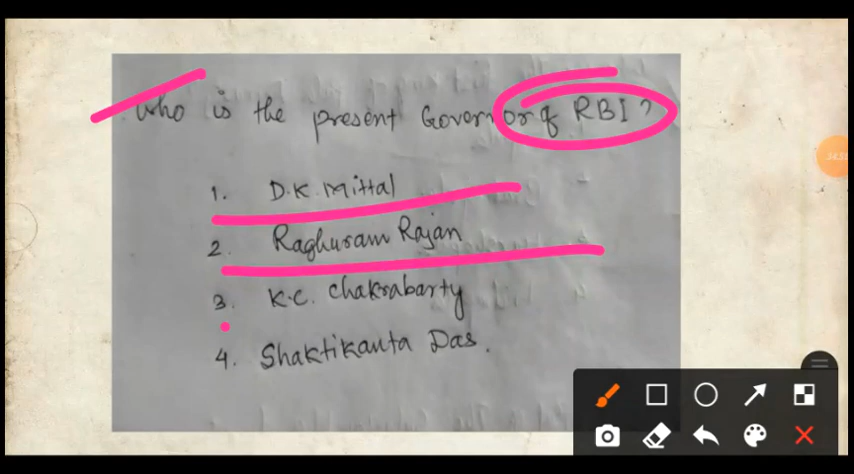 Who is the present Governor of RBI?
1. D.K. Mittal
2. Raghuram Rajan
3. K.C. Chakrabarty
4. Shaktikanta Das.